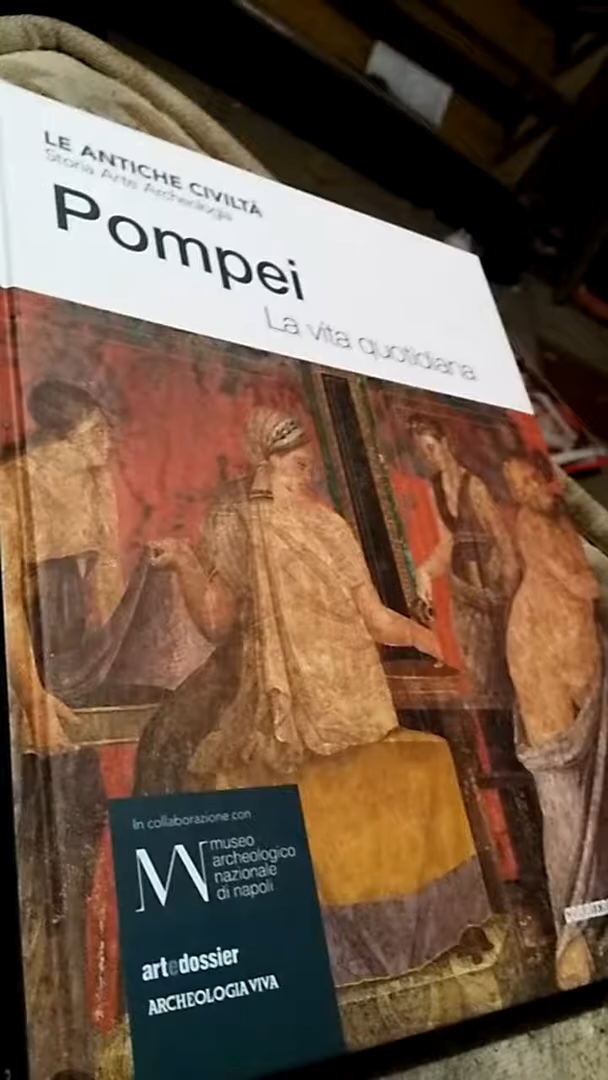 LE ANTICHE CIVILTÀ
Storia Arte Archeologia
Pompei
La vita quotidiana
In collaborazione con
museo
archeologico
nazionale
di napoli
artedossier
ARCHEOLOGIA VIVA